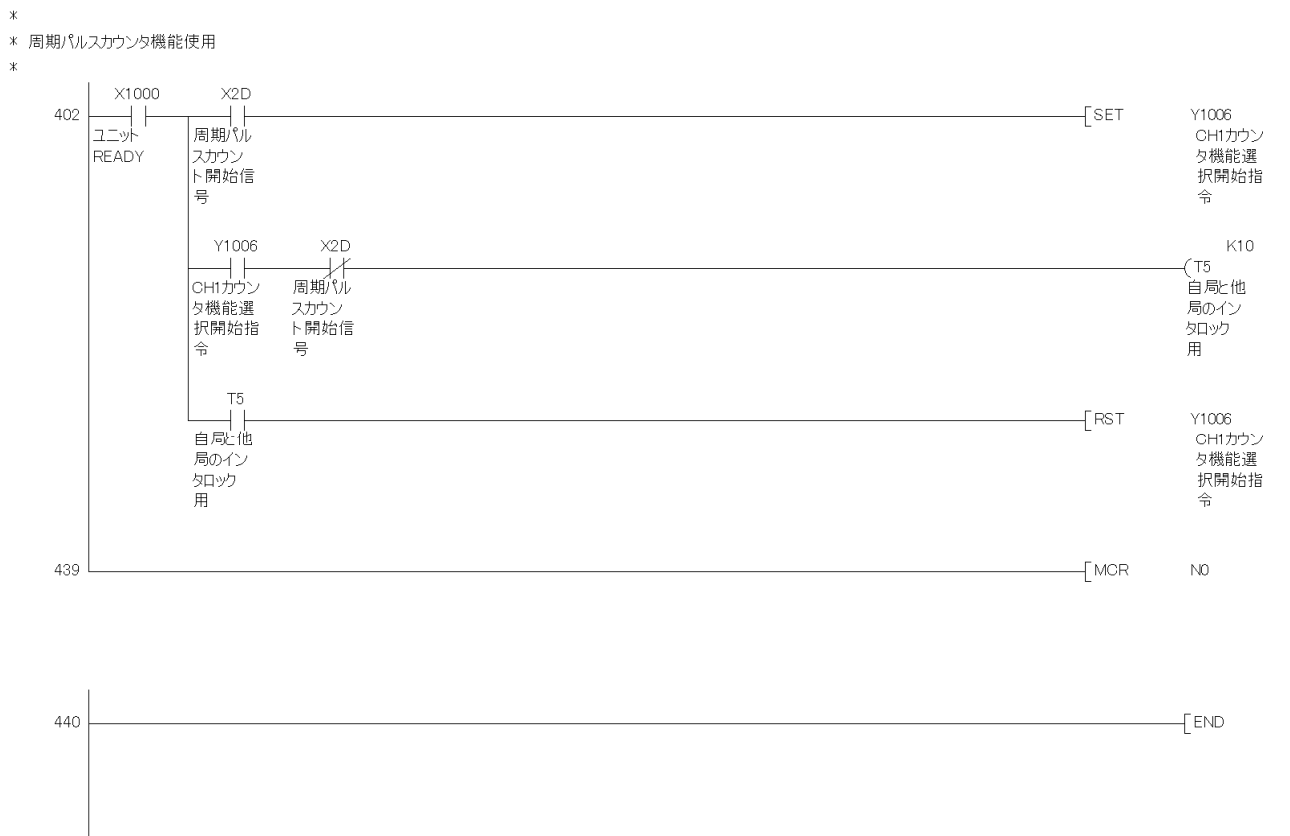 *
* 周期パルスカウンタ機能使用
*
X1000 X2D
402 SET Y1006
ユニット
READY
周期パル
スカウン
ト開始信
号
CH1カウン
タ機能選
択開始指
令
Y1006 X2D K10
T5
CH1カウン
タ機能選
択開始指
令
周期パル
スカウン
ト開始信
号
自局と他
局のイン
タロック
用
T5
RST Y1006
自局と他
局のイン
タロック
用
CH1カウン
タ機能選
択開始指
令
439 MCR N0
440 END